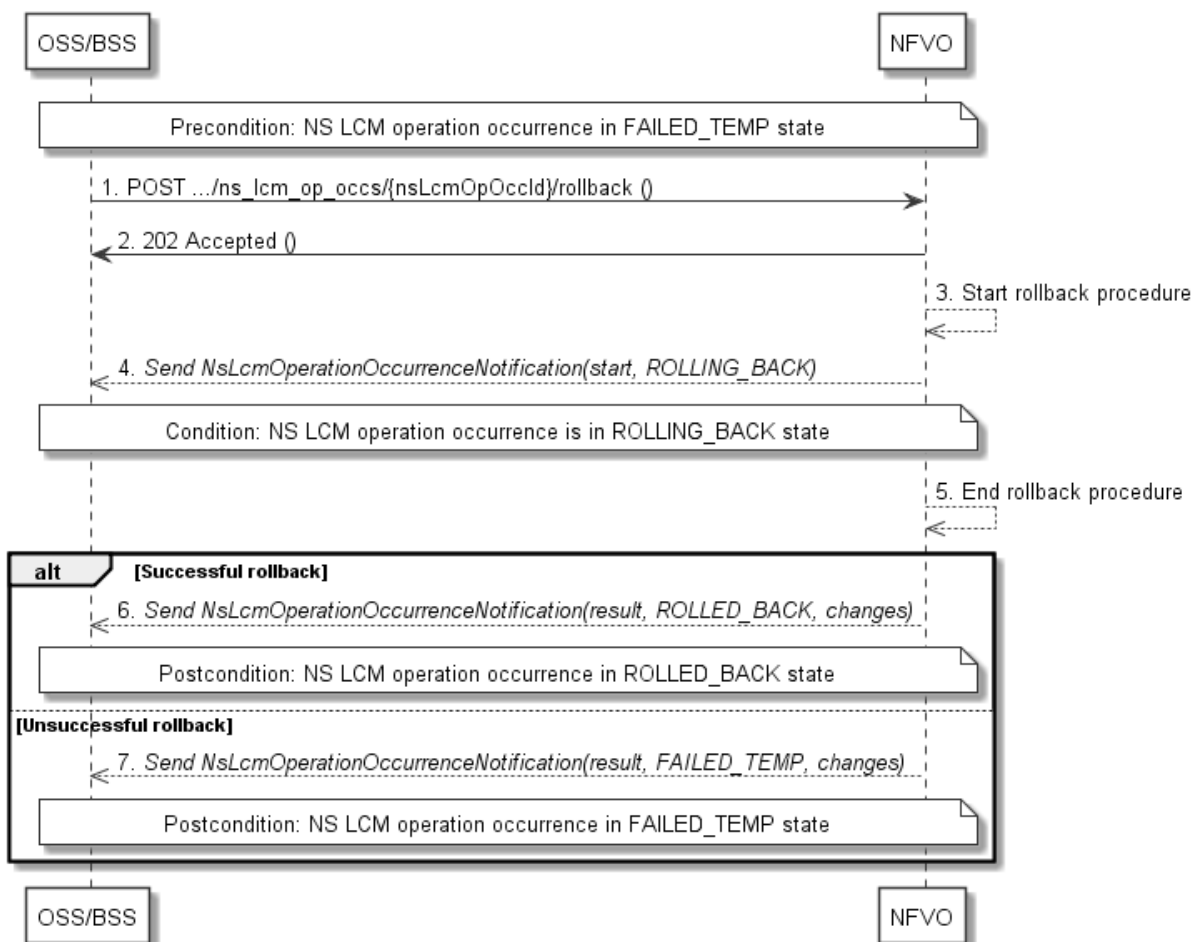 OSS/BSS
NFVO
Precondition: NS LCM operation occurrence in FAILED_TEMP state
1. POST .../ns_lcm_op_occs/{nsLcmOpOccId}/rollback ()
2. 202 Accepted ()
3. Start rollback procedure
4. Send NsLcmOperationOccurrenceNotification(start, ROLLING_BACK)
Condition: NS LCM operation occurrence is in ROLLING_BACK state
5. End rollback procedure
alt
[Successful rollback]
6. Send NsLcmOperationOccurrenceNotification(result, ROLLED_BACK, changes)
Postcondition: NS LCM operation occurrence in ROLLED_BACK state
[Unsuccessful rollback]
7. Send NsLcmOperationOccurrenceNotification(result, FAILED_TEMP, changes)
Postcondition: NS LCM operation occurrence in FAILED_TEMP state
OSS/BSS
NFVO